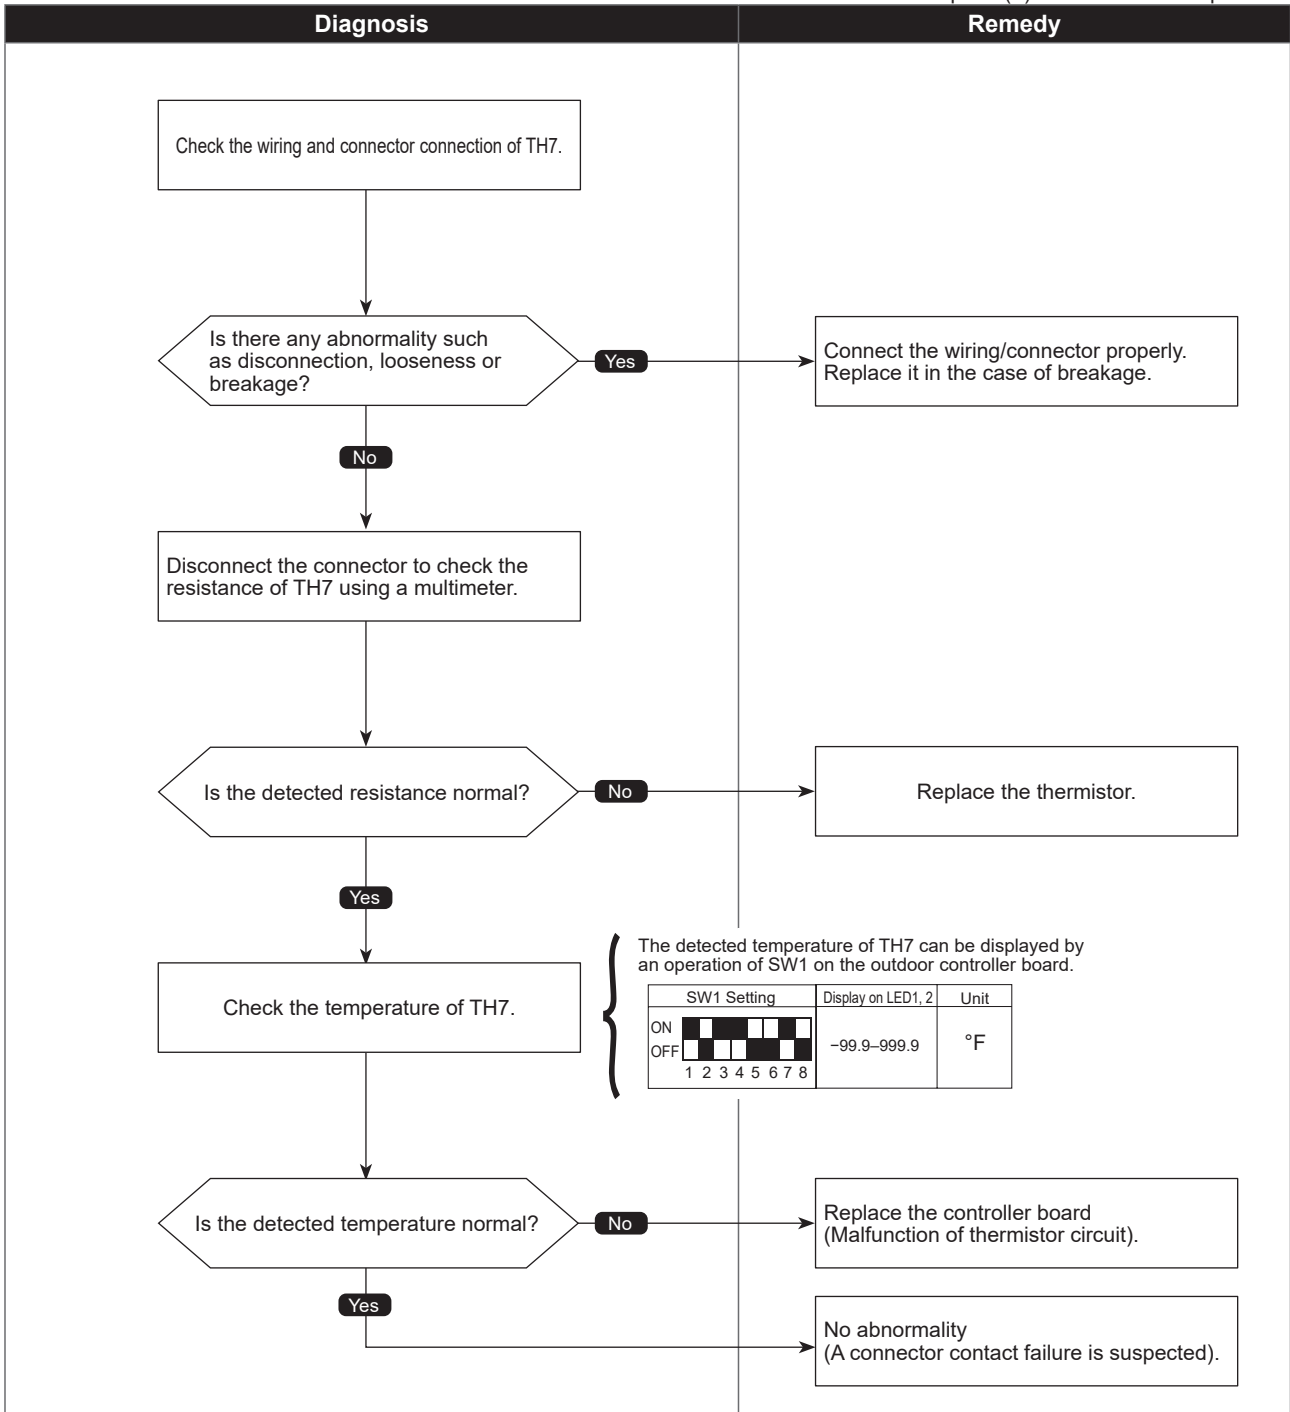 Diagnosis
Remedy
Check the wiring and connector connection of TH7.
Is there any abnormality such
as disconnection, looseness or
breakage?
Yes
Connect the wiring/connector properly.
Replace it in the case of breakage.
No
Disconnect the connector to check the
resistance of TH7 using a multimeter.
Is the detected resistance normal?
No
Replace the thermistor.
Yes
Check the temperature of TH7.
The detected temperature of TH7 can be displayed by
an operation of SW1 on the outdoor controller board.
SW1 Setting
Display on LED1, 2
Unit
ON
OFF
1 2 3 4 5 6 7 8
−99.9–999.9
°F
Is the detected temperature normal?
No
Replace the controller board
(Malfunction of thermistor circuit).
Yes
No abnormality
(A connector contact failure is suspected).